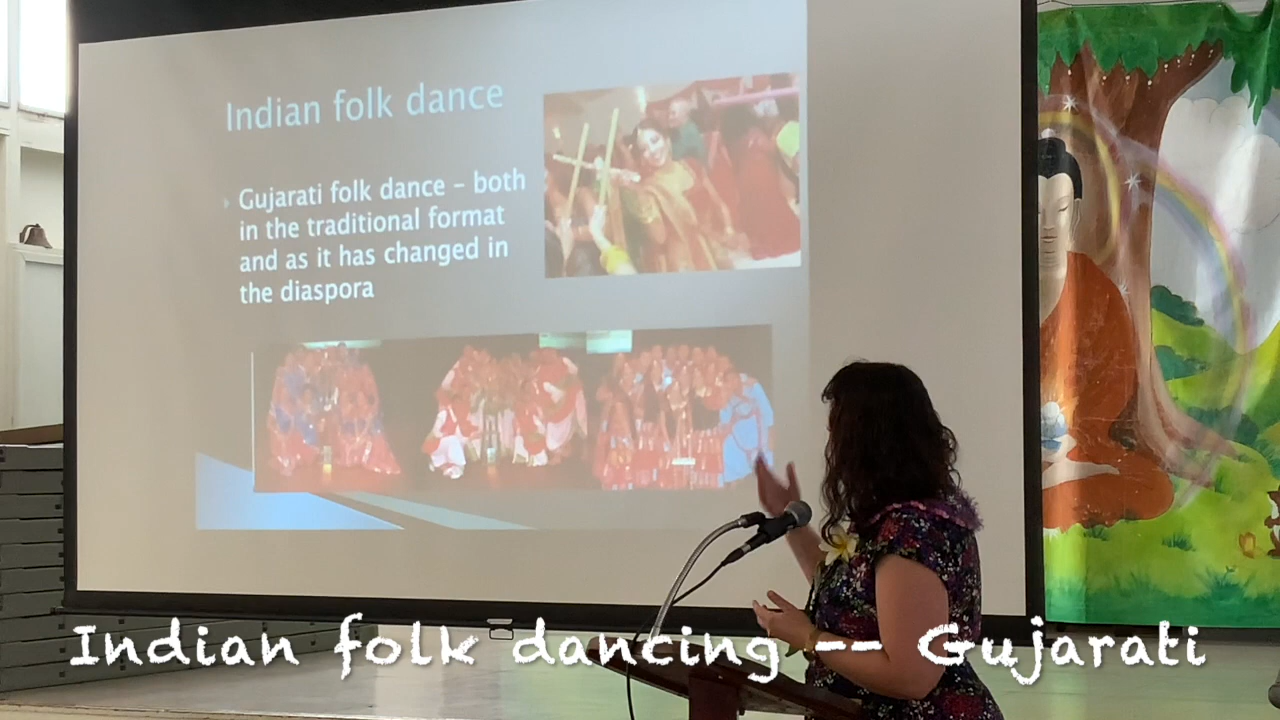 Indian folk dance
Gujarati folk dance – both
in the traditional format
and as it has changed in
the diaspora
Indian folk dancing -- Gujarati